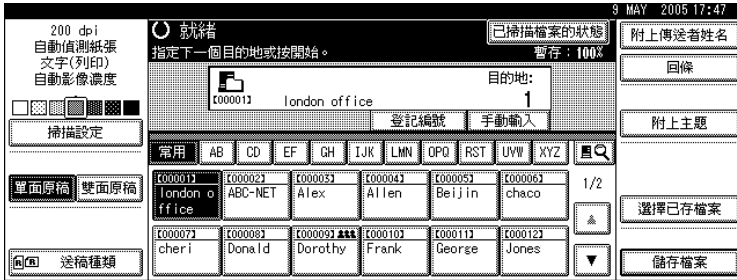 9 MAY 2005 17:47
200 dpi
自動偵測紙張
文字(列印)
自動影像濃度
掃描設定
單面原稿 雙面原稿
送稿種類
就緒
已掃描檔案的狀態
指定下一個目的地或按開始。
暫存:100%
目的地:
[00001]
london office
1
登記編號 手動輸入
常用 AB CD EF GH IJK LMN OPQ RST UVW XYZ
[00001] [00002] [00003] [00004] [00005] [00006]
london o ABC-NET Alex Allen Beijin chaco
ffice
1/2
[00007] [00008] [00009] [00010] [00011] [00012]
cheri Donald Dorothy Frank George Jones
附上傳送者姓名
回條
附上主題
選擇已存檔案
儲存檔案